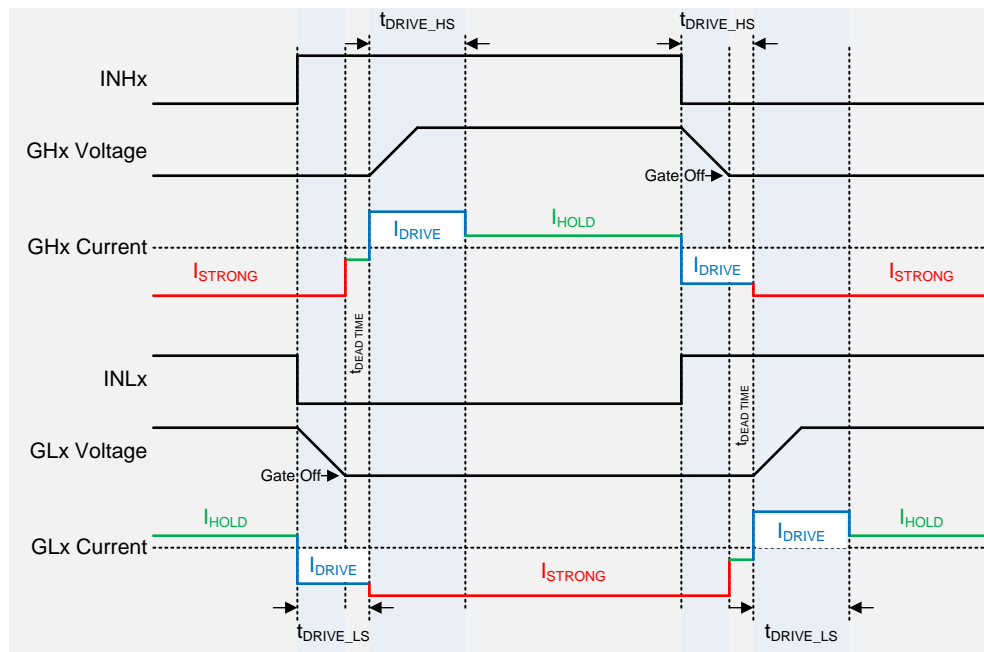 tDRIVE_HS
tDRIVE_HS
INHx
GHx Voltage
Gate Off
GHx Current
IDRIVE
IHOLD
IDRIVE
ISTRONG
ISTRONG
tDEAD TIME
INLx
tDEAD TIME
GLx Voltage
Gate Off
IHOLD
IDRIVE
IHOLD
GLx Current
IDRIVE
ISTRONG
tDRIVE_LS
tDRIVE_LS